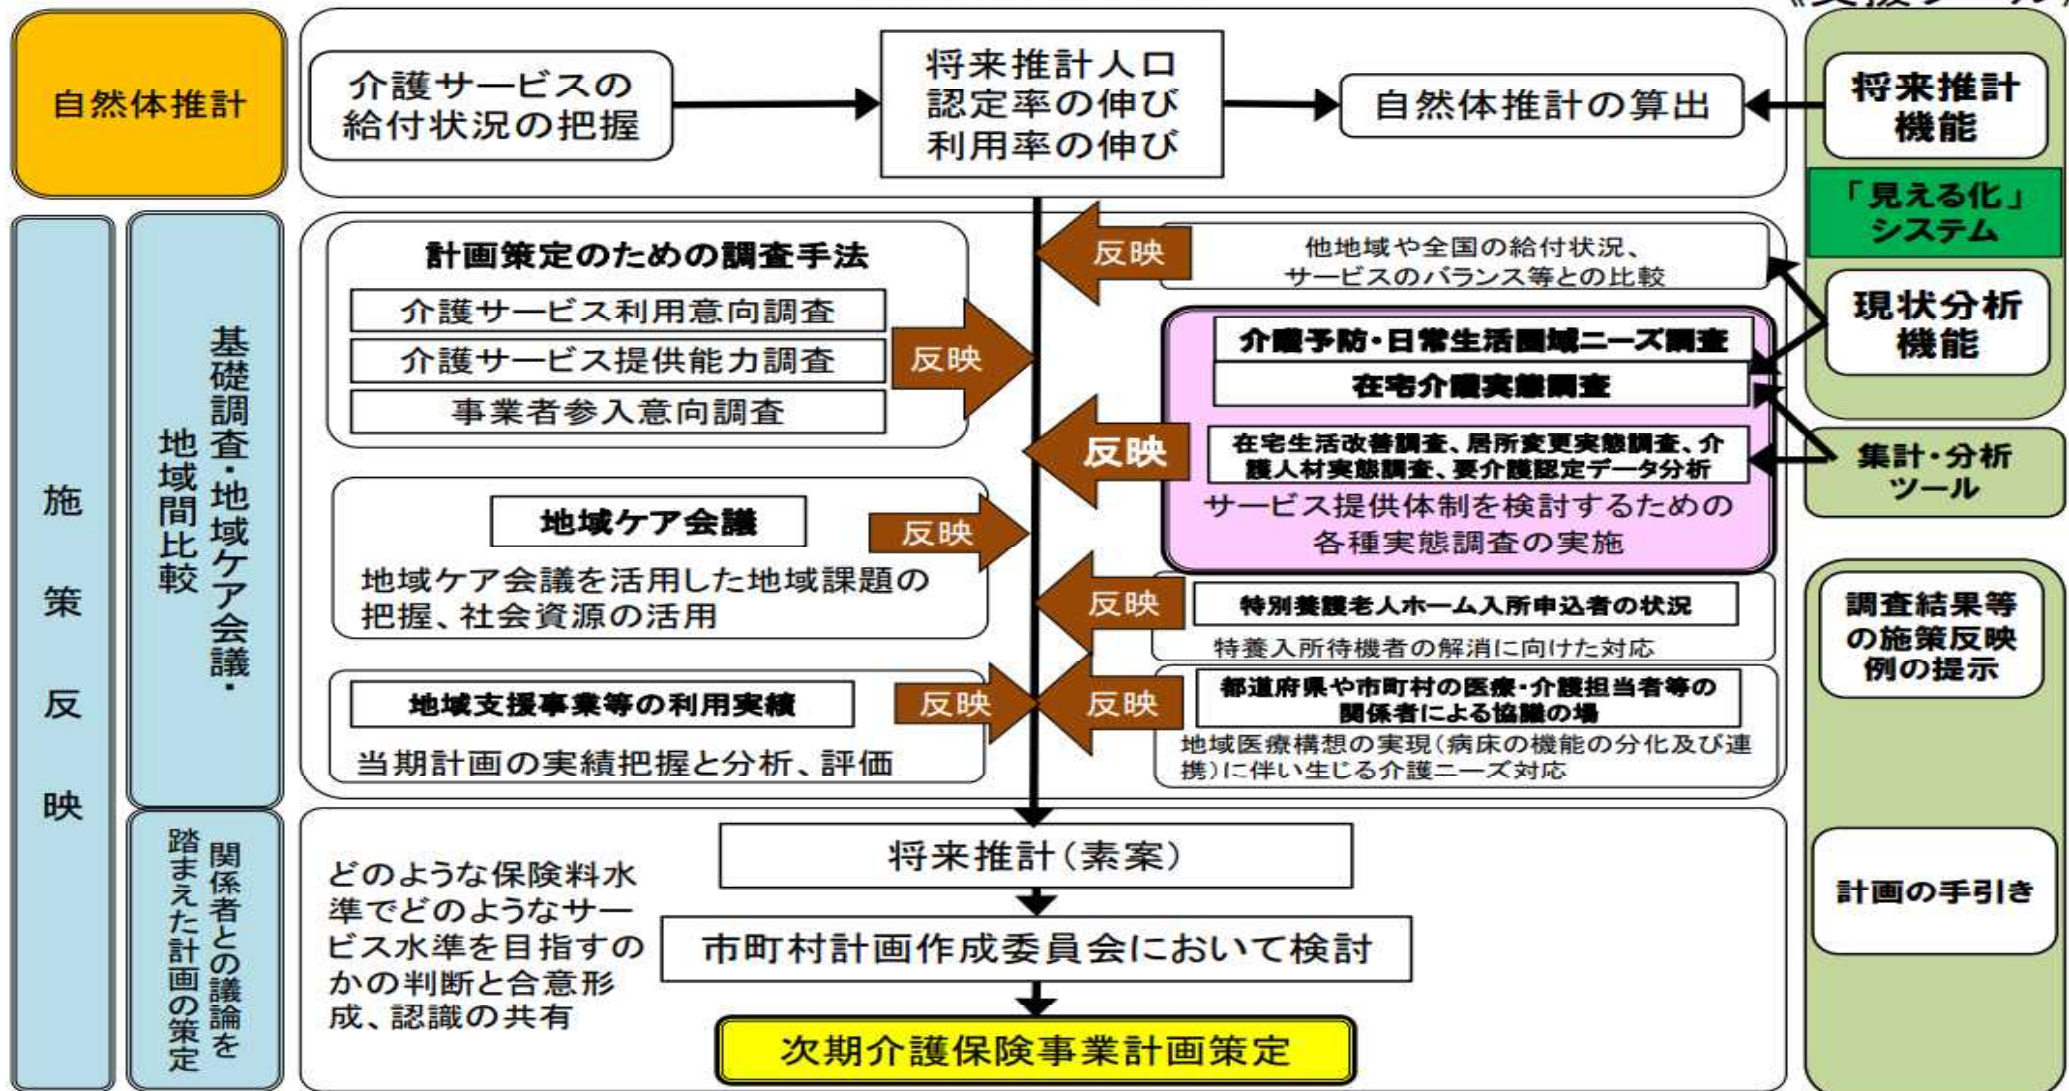 《支援ツール》
自然体推計
介護サービスの
給付状況の把握
将来推計人口
認定率の伸び
利用率の伸び
自然体推計の算出
将来推計
機能
「見える化」
システム
現状分析
機能
集計・分析
ツール
調査結果等
の施策反映
例の提示
計画の手引き
施策反映
基礎調査・地域ケア会議・
地域間比較
計画策定のための調査手法
介護サービス利用意向調査
介護サービス提供能力調査
事業者参入意向調査
反映
反映
他地域や全国の給付状況、
サービスのバランス等との比較
介護予防・日常生活圏域ニーズ調査
在宅介護実態調査
在宅生活改善調査、居所変更実態調査、介
護人材実態調査、要介護認定データ分析
サービス提供体制を検討するための
各種実態調査の実施
反映
地域ケア会議
地域ケア会議を活用した地域課題の
把握、社会資源の活用
反映
反映
特別養護老人ホーム入所申込者の状況
特養入所待機者の解消に向けた対応
地域支援事業等の利用実績
当期計画の実績把握と分析、評価
反映
反映
都道府県や市町村の医療・介護担当者等の
関係者による協議の場
地域医療構想の実現(病床の機能の分化及び連
携)に伴い生じる介護ニーズ対応
関係者との議論を
踏まえた計画の策定
どのような保険料水
準でどのようなサー
ビス水準を目指すの
かの判断と合意形
成、認識の共有
将来推計(素案)
市町村計画作成委員会において検討
次期介護保険事業計画策定